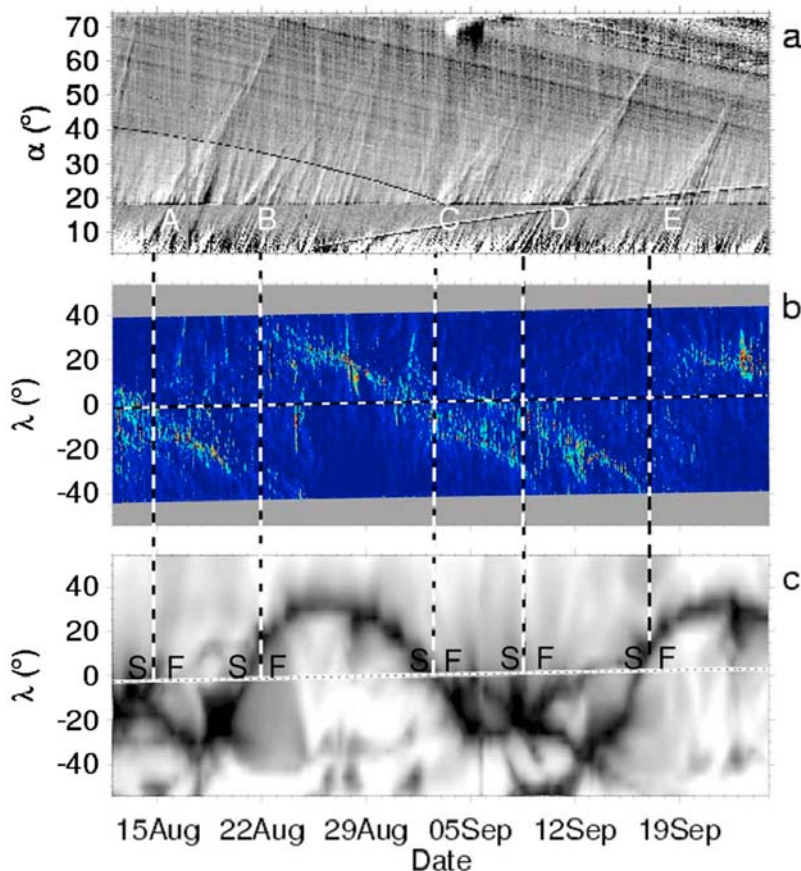 a
α (°)
70
60
50
40
30
20
10
A B C D E
b
λ (°)
40
20
0
-20
-40
c
λ (°)
40
20
0
-20
-40
S F S F S F S F S F
15Aug 22Aug 29Aug 05Sep 12Sep 19Sep
Date